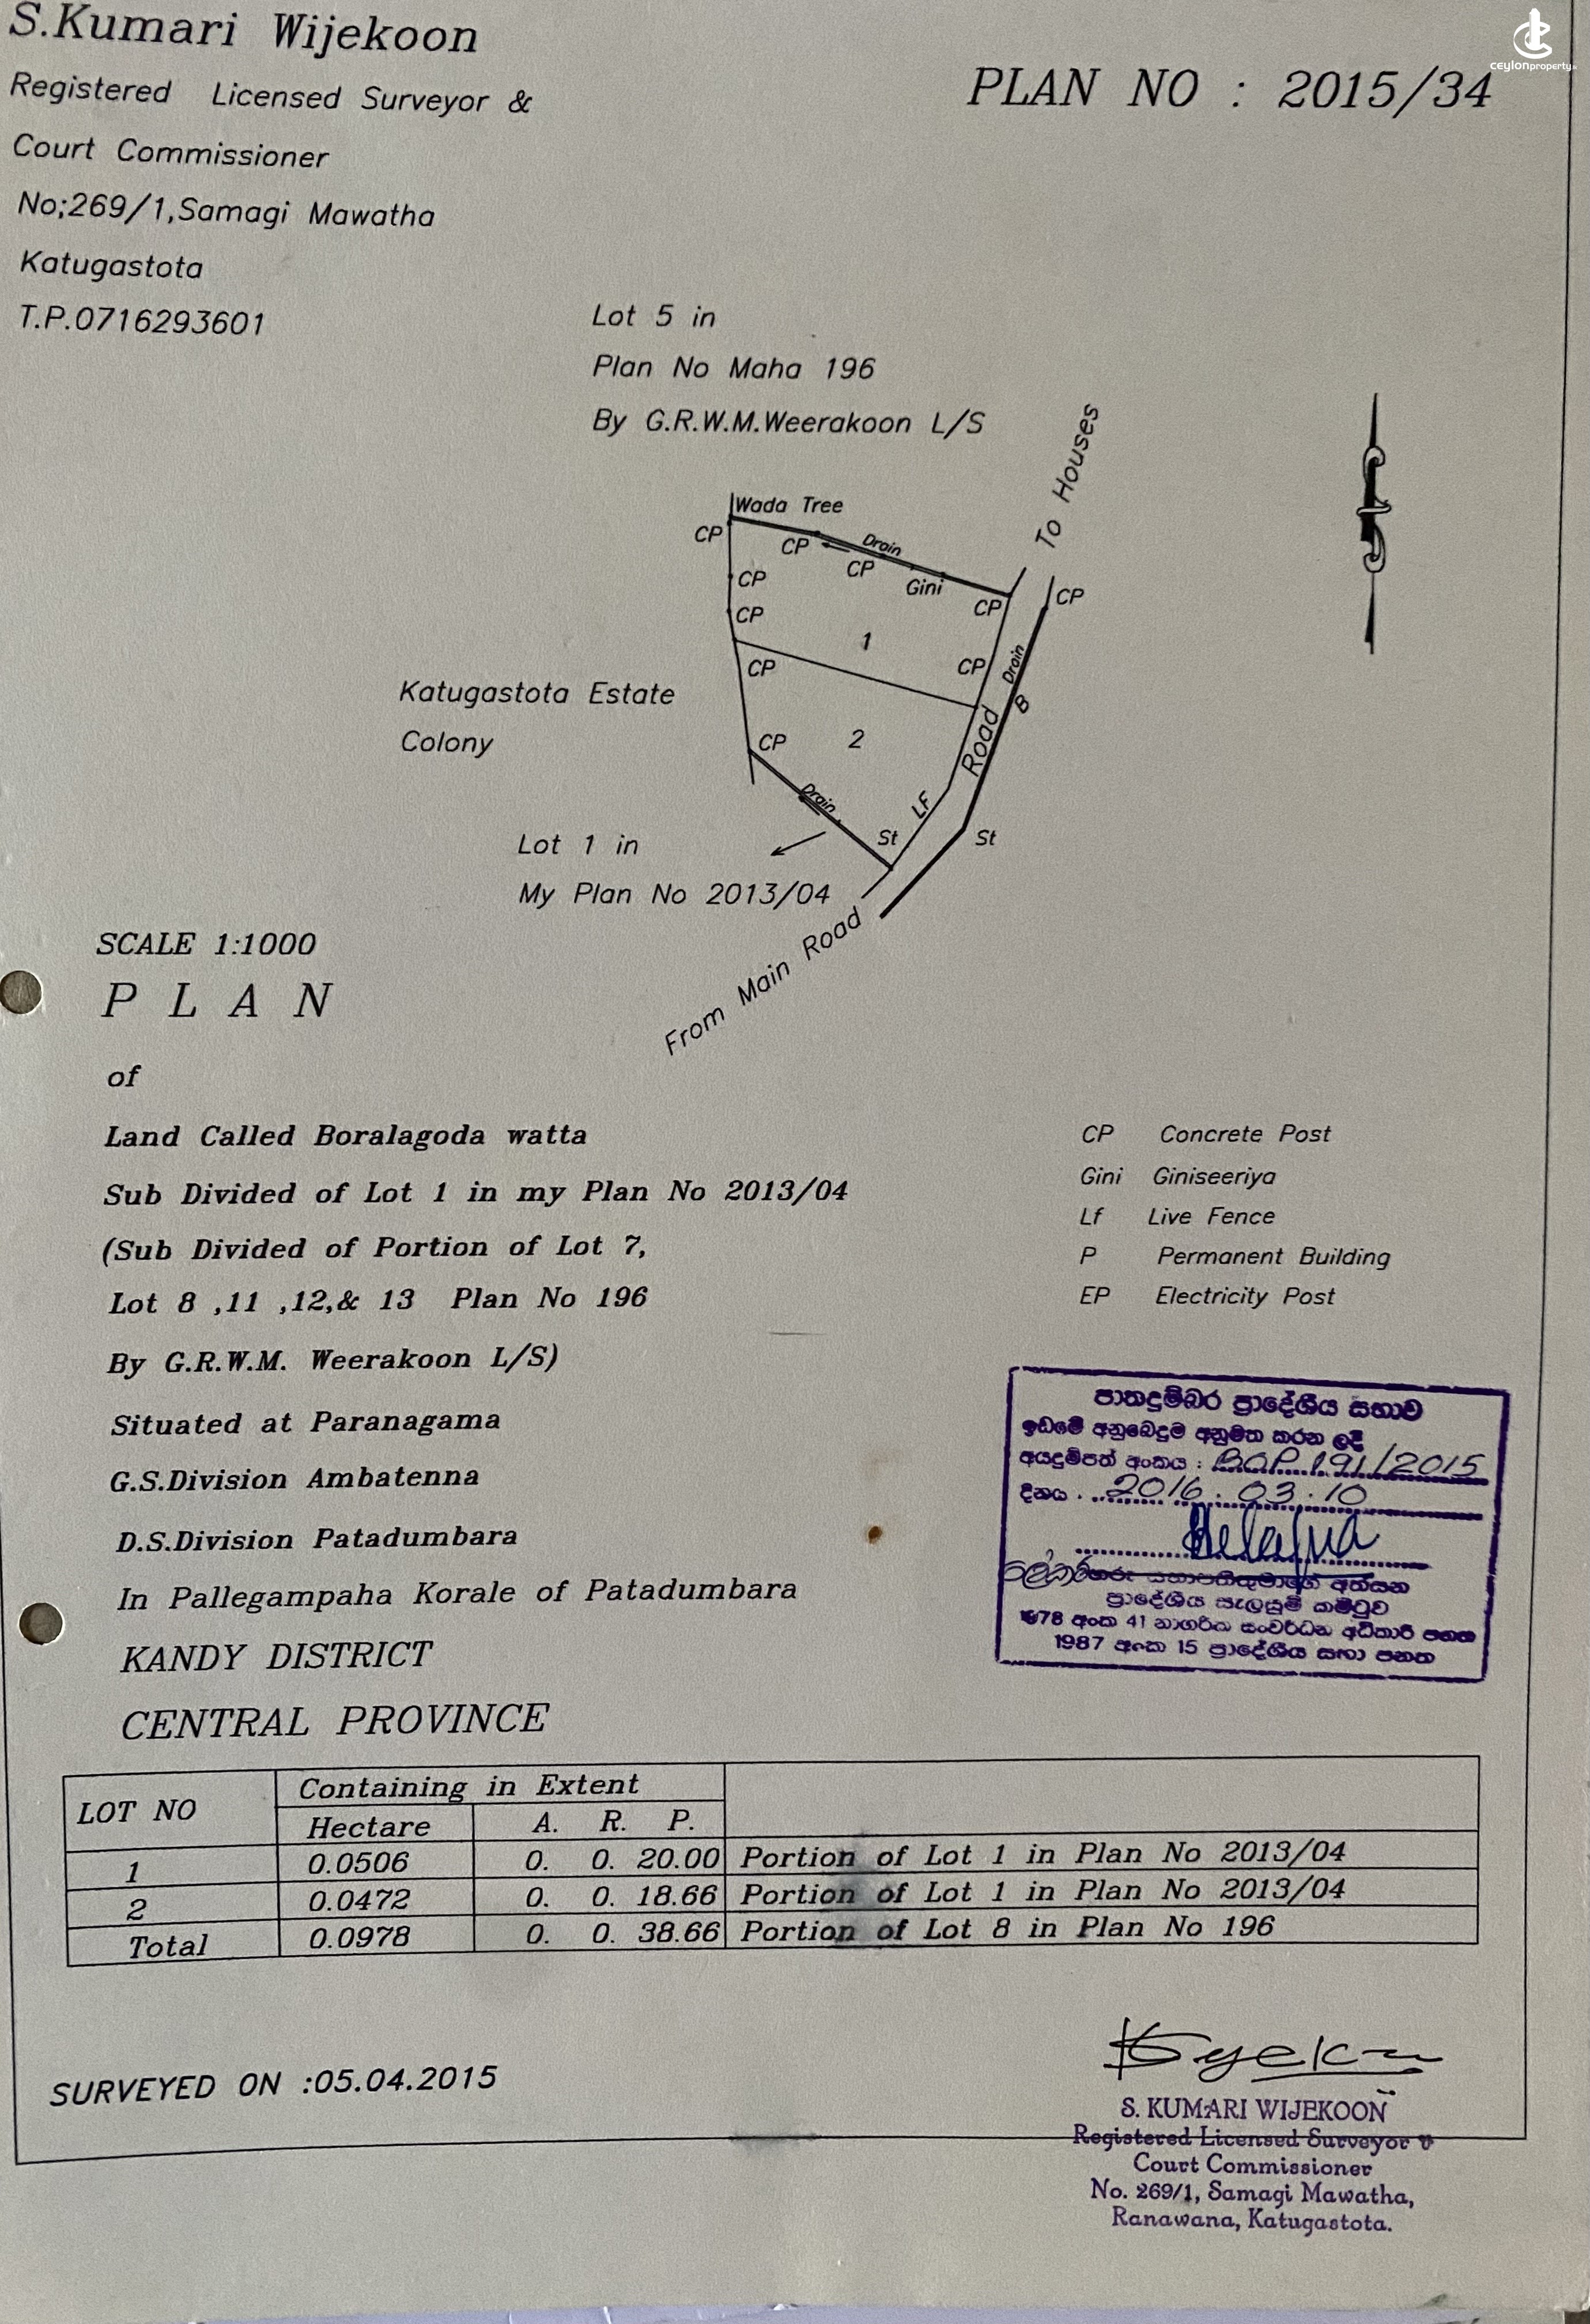 S.Kumari Wijekoon
Registered Licensed Surveyor &
Court Commissioner
No;269/1,Samagi Mawatha
Katugastota
T.P.0716293601
ceylonproperty
PLAN NO : 2015/34
Lot 5 in
Plan No Maha 196
By G.R.W.M.Weerakoon L/S
To Houses
Wada Tree
CP
CP
Drain
CP
Gini
CP
CP
CP
CP
1
CP
Drain
CP
B
Road
Katugastota Estate
Colony
CP
2
Drain
LF
St
St
Lot 1 in
My Plan No 2013/04
From Main Road
SCALE 1:1000
PLAN
of
Land Called Boralagoda watta
Sub Divided of Lot 1 in my Plan No 2013/04
(Sub Divided of Portion of Lot 7,
Lot 8 ,11 ,12,& 13 Plan No 196
By G.R.W.M. Weerakoon L/S)
Situated at Paranagama
G.S.Division Ambatenna
D.S.Division Patadumbara
In Pallegampaha Korale of Patadumbara
KANDY DISTRICT
CENTRAL PROVINCE
CP Concrete Post
Gini Giniseeriya
Lf Live Fence
P Permanent Building
EP Electricity Post
පාතදුම්බර ප්‍රාදේශීය සභාව
ඉඩමේ අනුබෙදුම අනුමත කරන ලදී
අයදුම්පත් අංකය : BOP 191/2015
දිනය . 2016.03.10
ගරු සභාපතිතුමාගේ අත්සන
ප්‍රාදේශීය සැලසුම් කමිටුව
1978 අංක 41 නාගරික සංවර්ධන අධිකාරී පනත
1987 අංක 15 ප්‍රාදේශීය සභා පනත
LOT NO Containing in Extent
Hectare A. R. P.
1 0.0506 0. 0. 20.00 Portion of Lot 1 in Plan No 2013/04
2 0.0472 0. 0. 18.66 Portion of Lot 1 in Plan No 2013/04
Total 0.0978 0. 0. 38.66 Portion of Lot 8 in Plan No 196
SURVEYED ON :05.04.2015
S. KUMARI WIJEKOON
Registered Licensed Surveyor &
Court Commissioner
No. 269/1, Samagi Mawatha,
Ranawana, Katugastota.